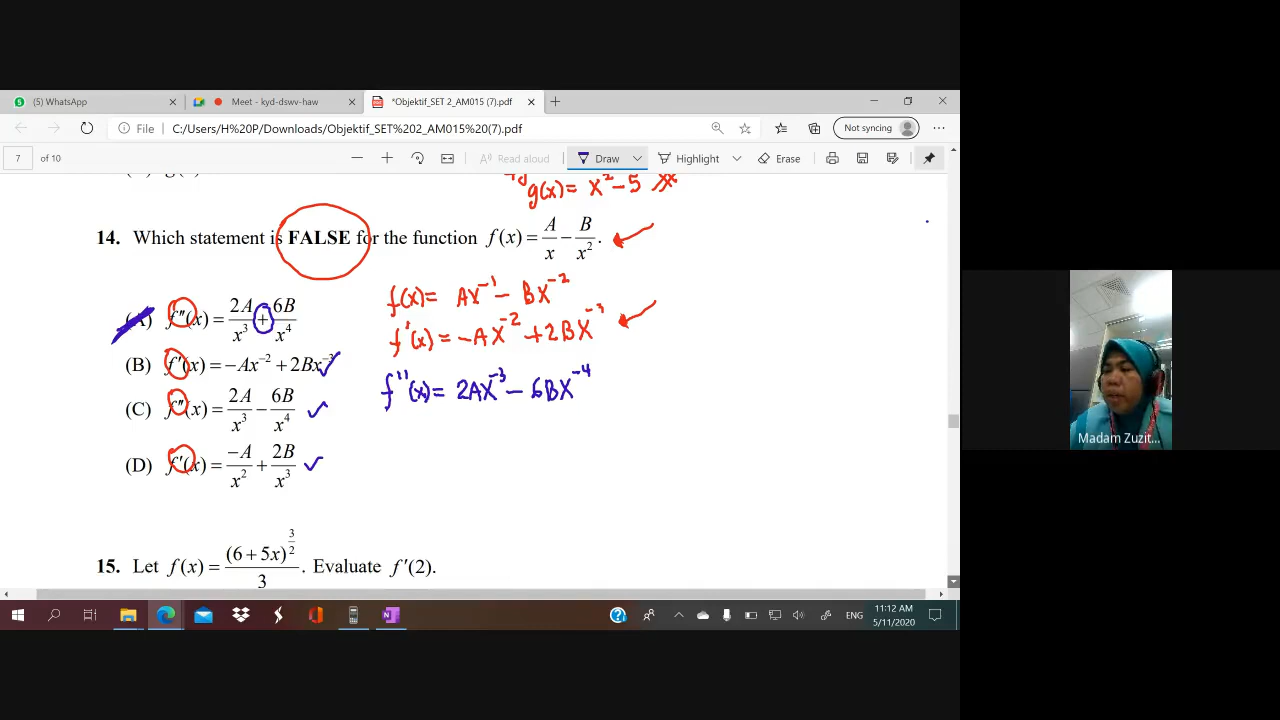 (5) WhatsApp
Meet - kyd-dswv-haw
*Objektif_SET 2_AM015 (7).pdf
File
C:/Users/H%20P/Downloads/Objektif_SET%202_AM015%20(7).pdf
Not syncing
7 of 10
Read aloud
Draw
Highlight
Erase
g(x) = x² - 5
14. Which statement is FALSE for the function f(x) = A/x − B/x².
f(x) = Ax⁻¹ − Bx⁻²
f'(x) = −Ax⁻² + 2Bx⁻³
f''(x) = 2Ax⁻³ − 6Bx⁻⁴
(A) f''(x) = 2A/x³ + 6B/x⁴
(B) f'(x) = −Ax⁻² + 2Bx⁻³
(C) f''(x) = 2A/x³ − 6B/x⁴
(D) f'(x) = −A/x² + 2B/x³
15. Let f(x) = (6 + 5x)^(3/2)/3. Evaluate f'(2).
Madam Zuzit...
ENG
11:12 AM
5/11/2020